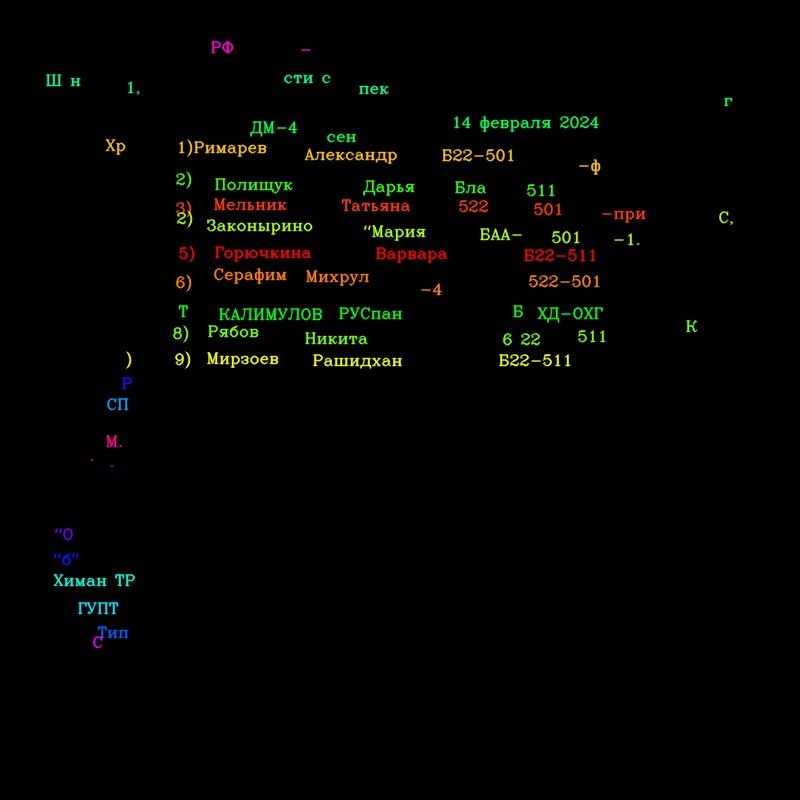 РФ –
Ш н 1, сти с пек
г
ДМ-4 сен 14 февраля 2024
Хр 1)Римарев Александр Б22-501 -ф
2) Полищук Дарья Бла 511
3) Мельник Татьяна 522 501 -при
2) Законырино “Мария БАА- 501 -1. С,
5) Горючкина Варвара Б22-511
6) Серафим Михрул -4 522-501
Т КАЛИМУЛОВ РУСпан Б ХД-ОХГ
8) Рябов Никита 6 22 511 К
) 9) Мирзоев Рашидхан Б22-511
Р
СП
М.
- -
“О
"б"
Химан ТР
ГУПТ
Тип
С